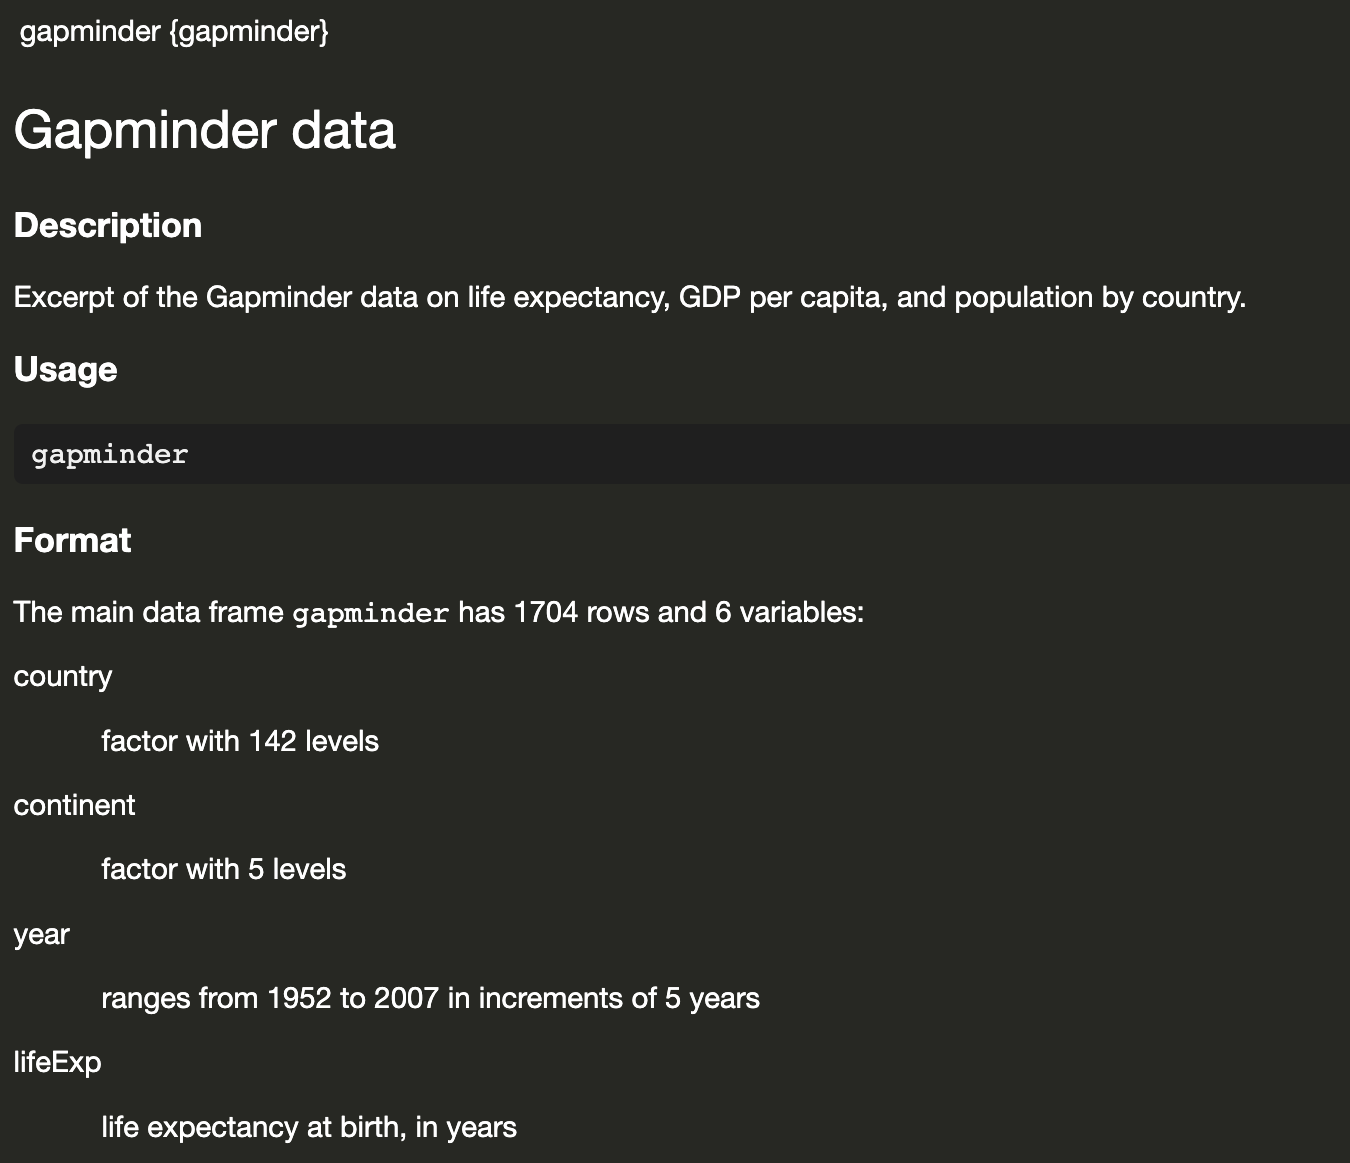 gapminder {gapminder}
Gapminder data
Description
Excerpt of the Gapminder data on life expectancy, GDP per capita, and population by country.
Usage
gapminder
Format
The main data frame gapminder has 1704 rows and 6 variables:
country
factor with 142 levels
continent
factor with 5 levels
year
ranges from 1952 to 2007 in increments of 5 years
lifeExp
life expectancy at birth, in years